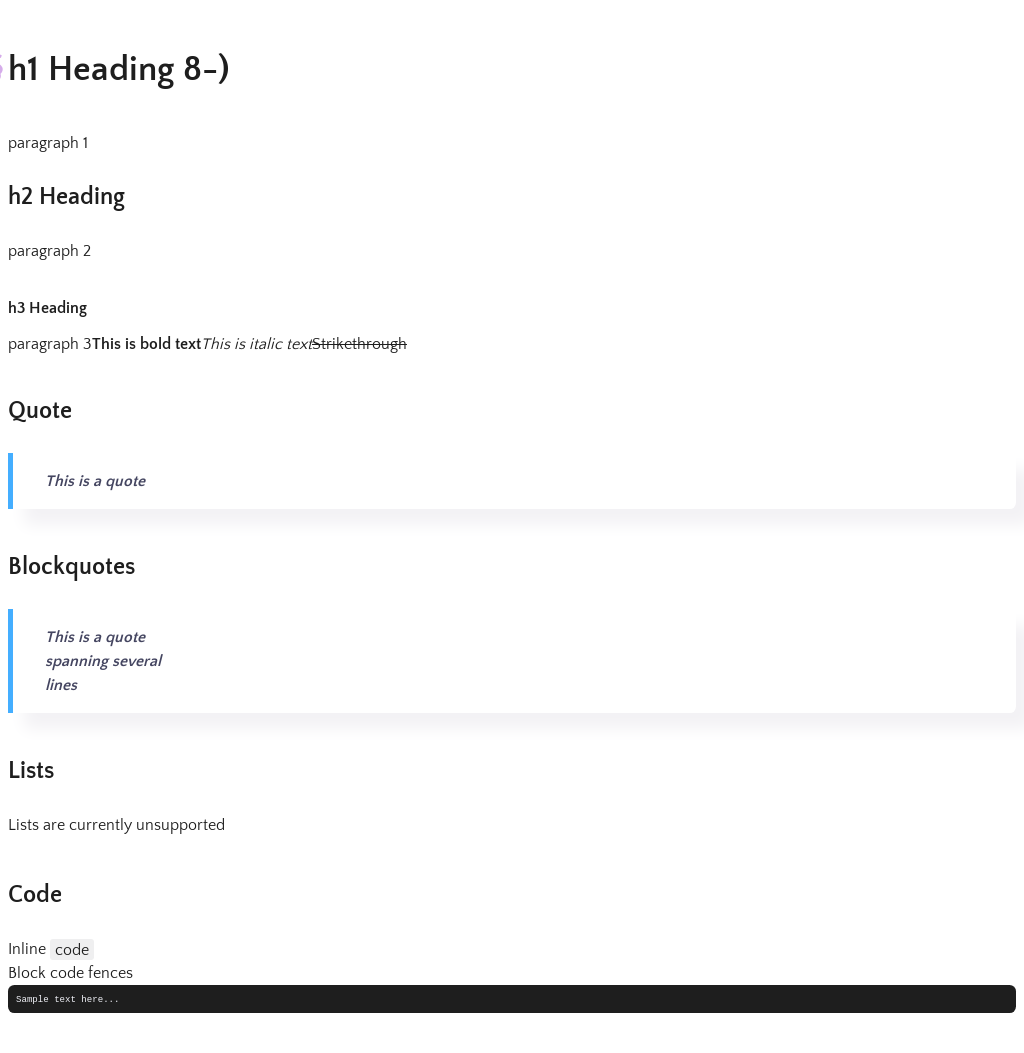 h1 Heading 8-)
paragraph 1
h2 Heading
paragraph 2
h3 Heading
paragraph 3This is bold textThis is italic textStrikethrough
Quote
This is a quote
Blockquotes
This is a quote
spanning several
lines
Lists
Lists are currently unsupported
Code
Inline code
Block code fences
Sample text here...